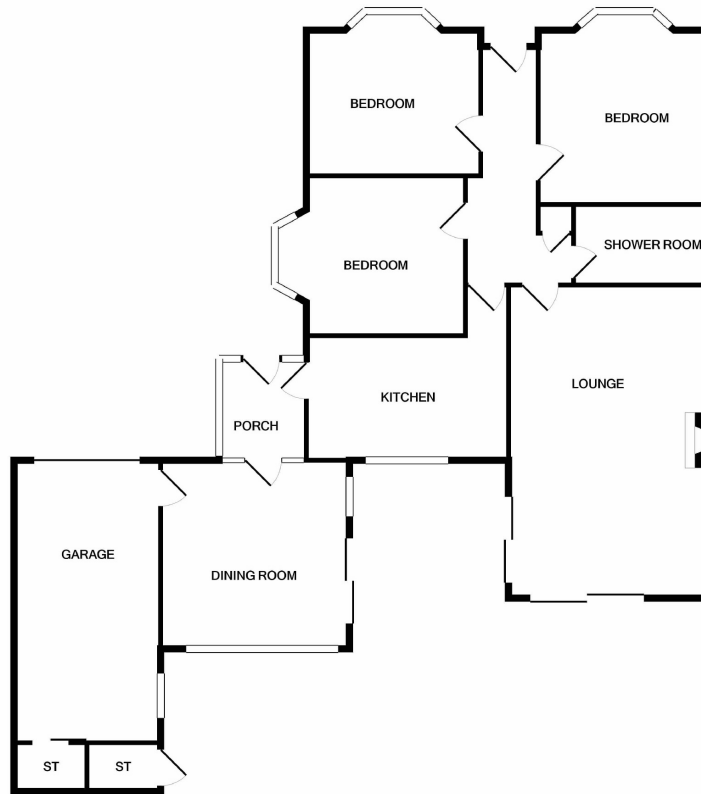 BEDROOM
BEDROOM
SHOWER ROOM
BEDROOM
LOUNGE
KITCHEN
PORCH
GARAGE
DINING ROOM
ST
ST